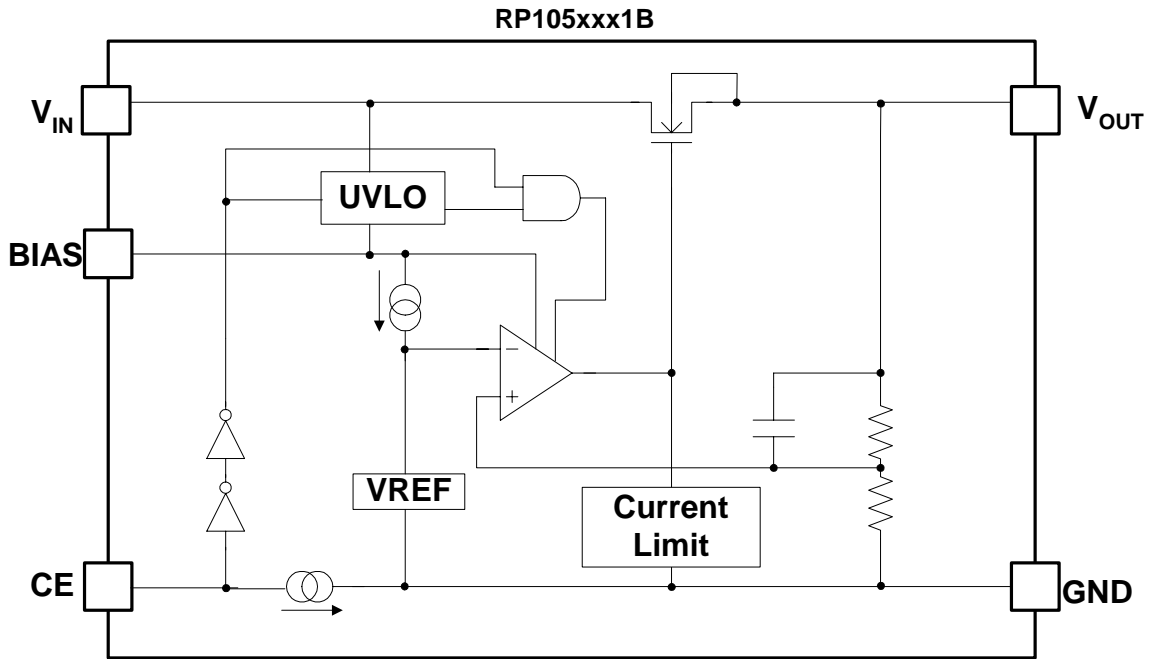 RP105xxx1B
VIN
VOUT
UVLO
BIAS
−
+
VREF
Current
Limit
CE
GND